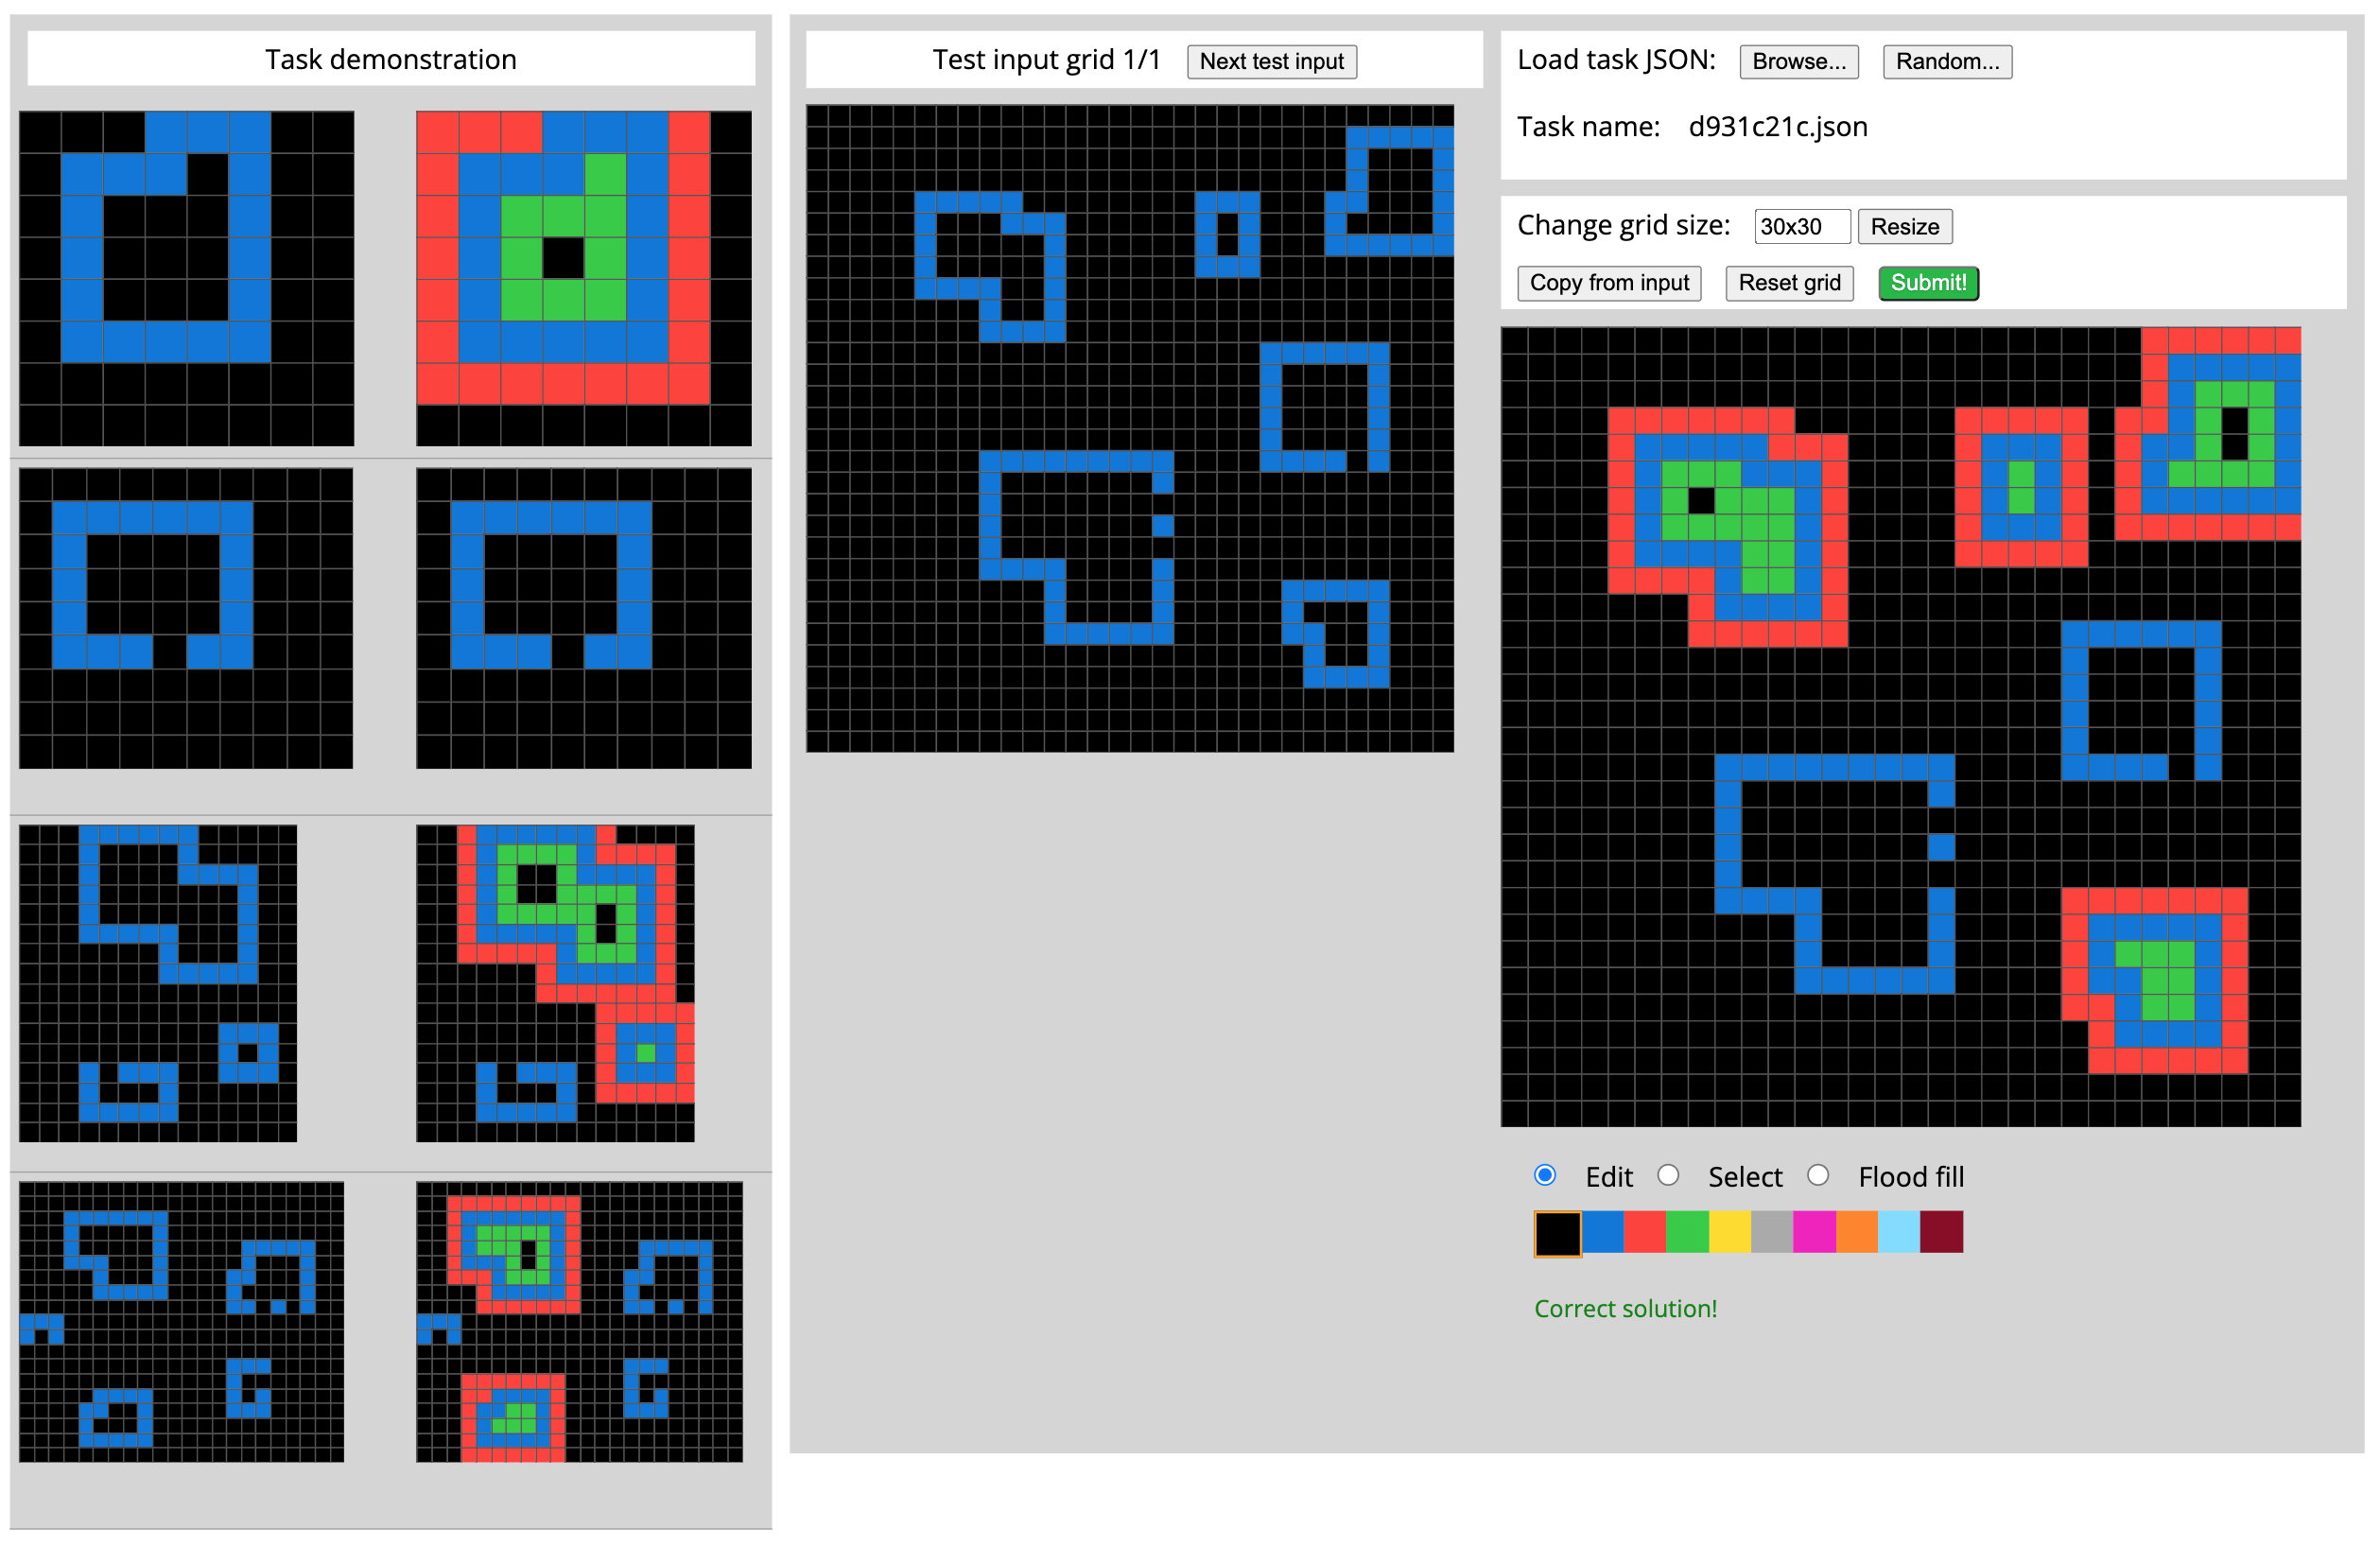 Task demonstration
Test input grid 1/1 Next test input
Load task JSON: Browse... Random...
Task name: d931c21c.json
Change grid size: 30x30 Resize
Copy from input Reset grid Submit!
Edit Select Flood fill
Correct solution!